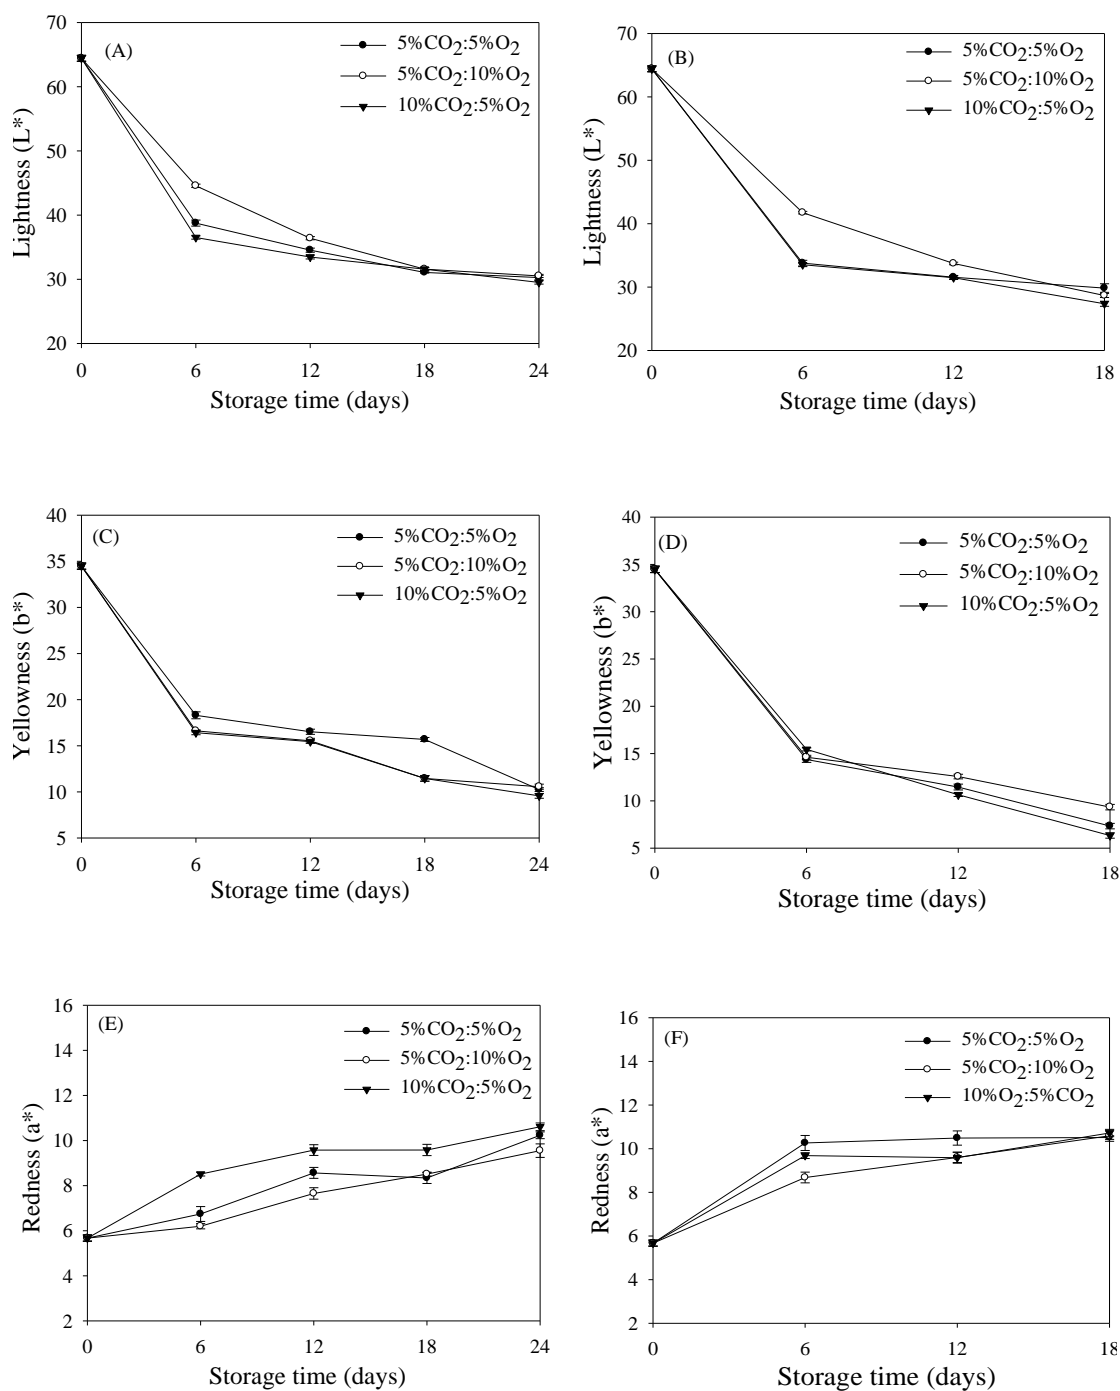 70
60
50
40
30
20
0
6
12
18
24
Lightness (L*)
Storage time (days)
(A)
5%CO2:5%O2
5%CO2:10%O2
10%CO2:5%O2
70
60
50
40
30
20
0
6
12
18
Lightness (L*)
Storage time (days)
(B)
5%CO2:5%O2
5%CO2:10%O2
10%CO2:5%O2
40
35
30
25
20
15
10
5
0
6
12
18
24
Yellowness (b*)
Storage time (days)
(C)
5%CO2:5%O2
5%CO2:10%O2
10%CO2:5%O2
40
35
30
25
20
15
10
5
0
6
12
18
Yellowness (b*)
Storage time (days)
(D)
5%CO2:5%O2
5%CO2:10%O2
10%CO2:5%O2
16
14
12
10
8
6
4
2
0
6
12
18
24
Redness (a*)
Storage time (days)
(E)
5%CO2:5%O2
5%CO2:10%O2
10%CO2:5%O2
16
14
12
10
8
6
4
2
0
6
12
18
Redness (a*)
Storage time (days)
(F)
5%CO2:5%O2
5%CO2:10%O2
10%O2:5%CO2